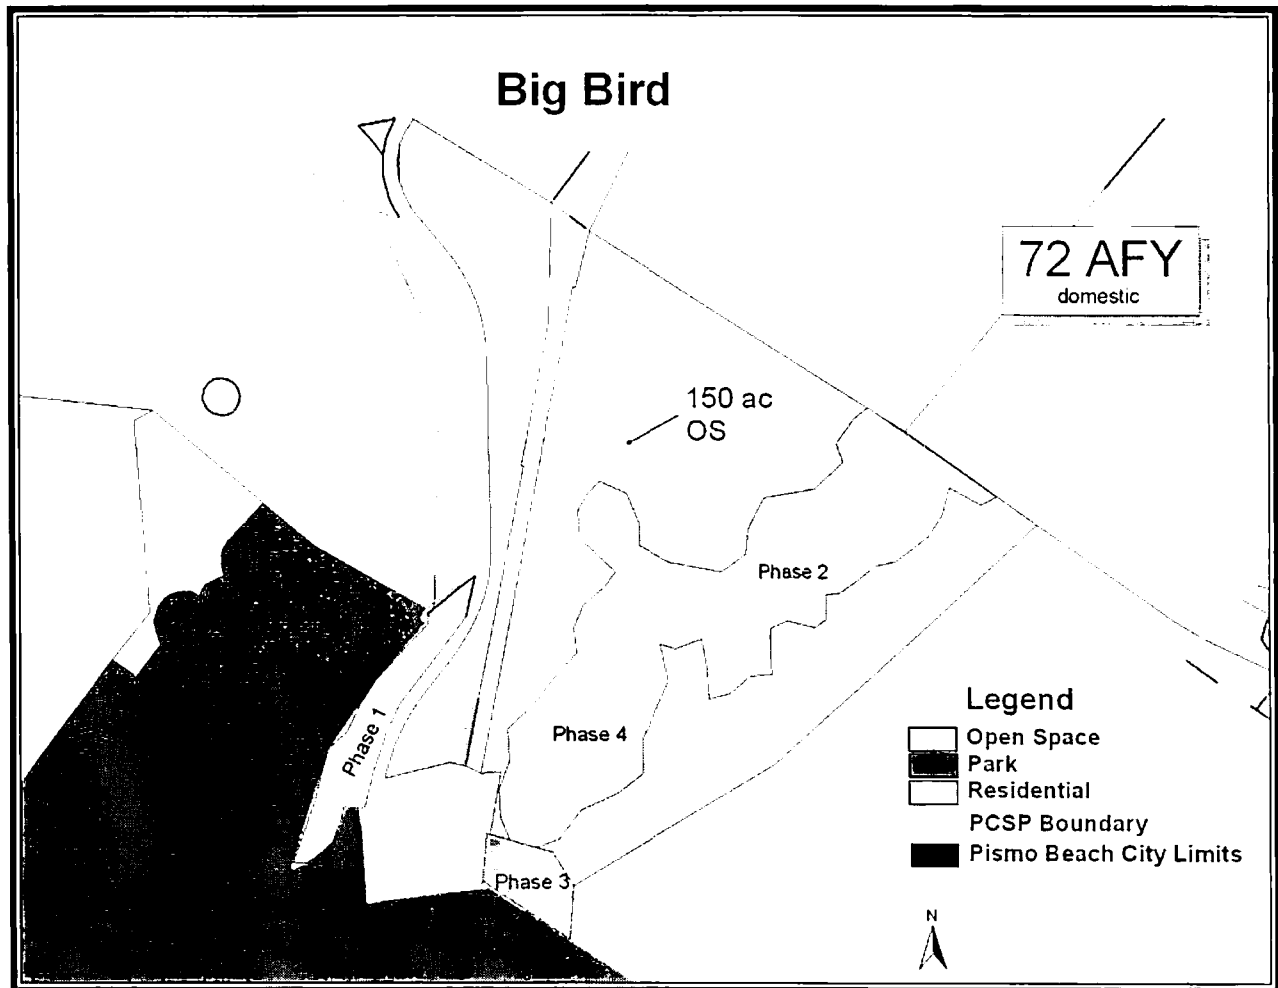 Big Bird
72 AFY
domestic
150 ac
OS
Phase 2
Phase 1
Phase 4
Phase 3
Legend
Open Space
Park
Residential
PCSP Boundary
Pismo Beach City Limits
N